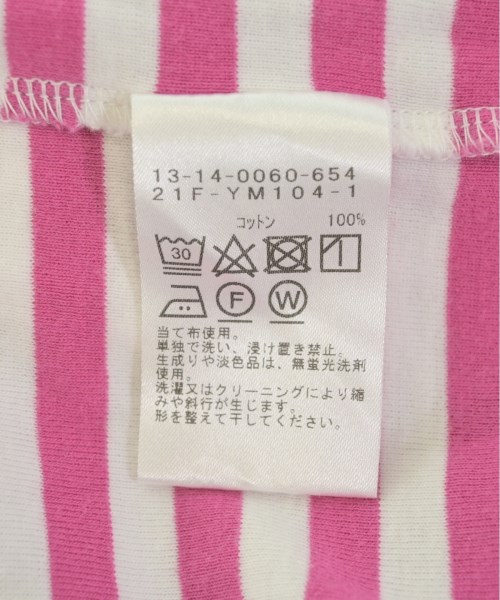 13-14-0060-654
21F-YM104-1
コットン 100%
30
F W
当て布使用。
単独で洗い、浸け置き禁止。
生成りや淡色品は、無蛍光洗剤
使用。
洗濯又はクリーニングにより縮
みや斜行が生じます。
形を整えて干してください。